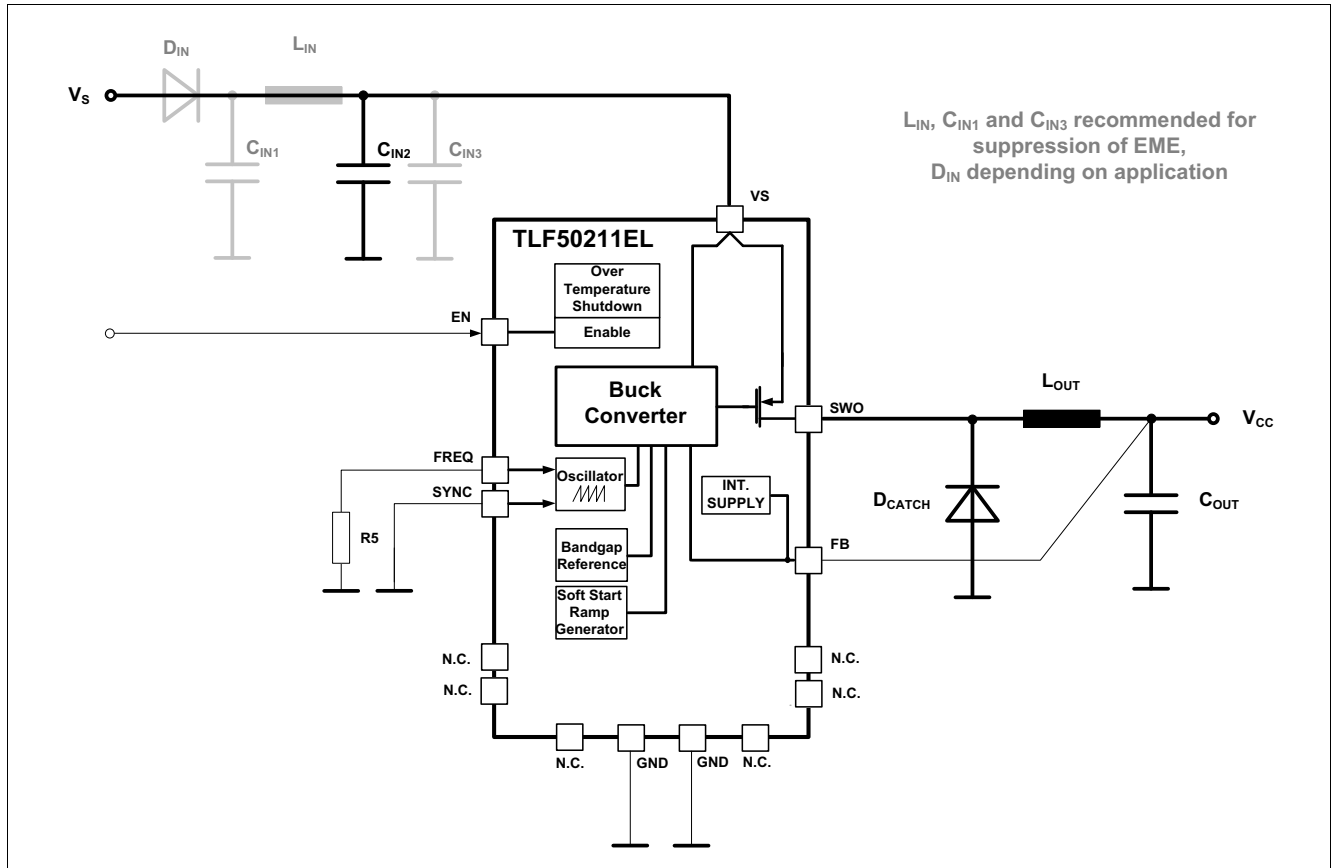 D_IN
L_IN
V_S
C_IN1
C_IN2
C_IN3
L_IN, C_IN1 and C_IN3 recommended for
suppression of EME,
D_IN depending on application
VS
TLF50211EL
Over
Temperature
Shutdown
EN
Enable
Buck
Converter
L_OUT
SWO
V_CC
FREQ
Oscillator
SYNC
INT.
SUPPLY
D_CATCH
C_OUT
R5
FB
Bandgap
Reference
Soft Start
Ramp
Generator
N.C.
N.C.
N.C.
N.C.
N.C.
GND
GND
N.C.